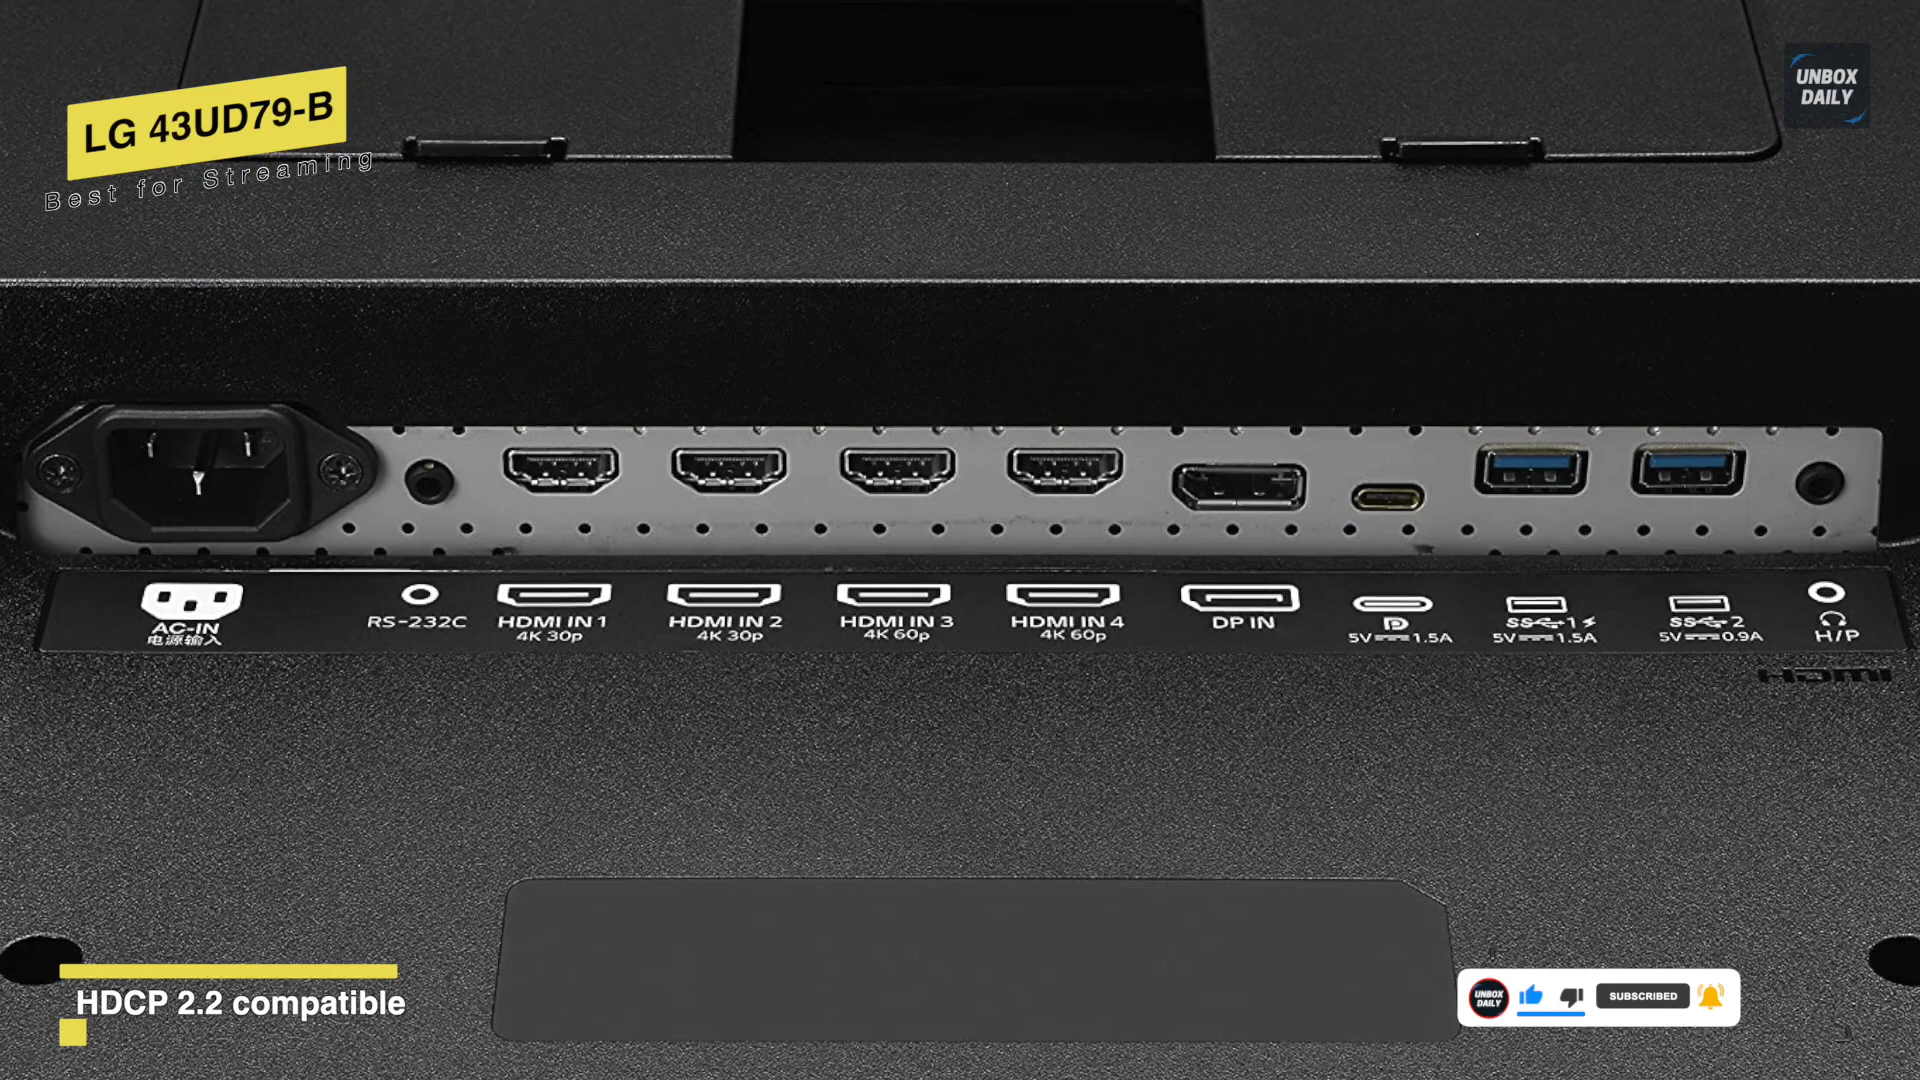 LG 43UD79-B
Best for Streaming
UNBOX
DAILY
AC-IN
电源输入
RS-232C
HDMI IN 1
4K 30p
HDMI IN 2
4K 30p
HDMI IN 3
4K 60p
HDMI IN 4
4K 60p
DP IN
5V 1.5A
SS 1
5V 1.5A
SS 2
5V 0.9A
H/P
HDMI
HDCP 2.2 compatible
UNBOX
DAILY
SUBSCRIBED